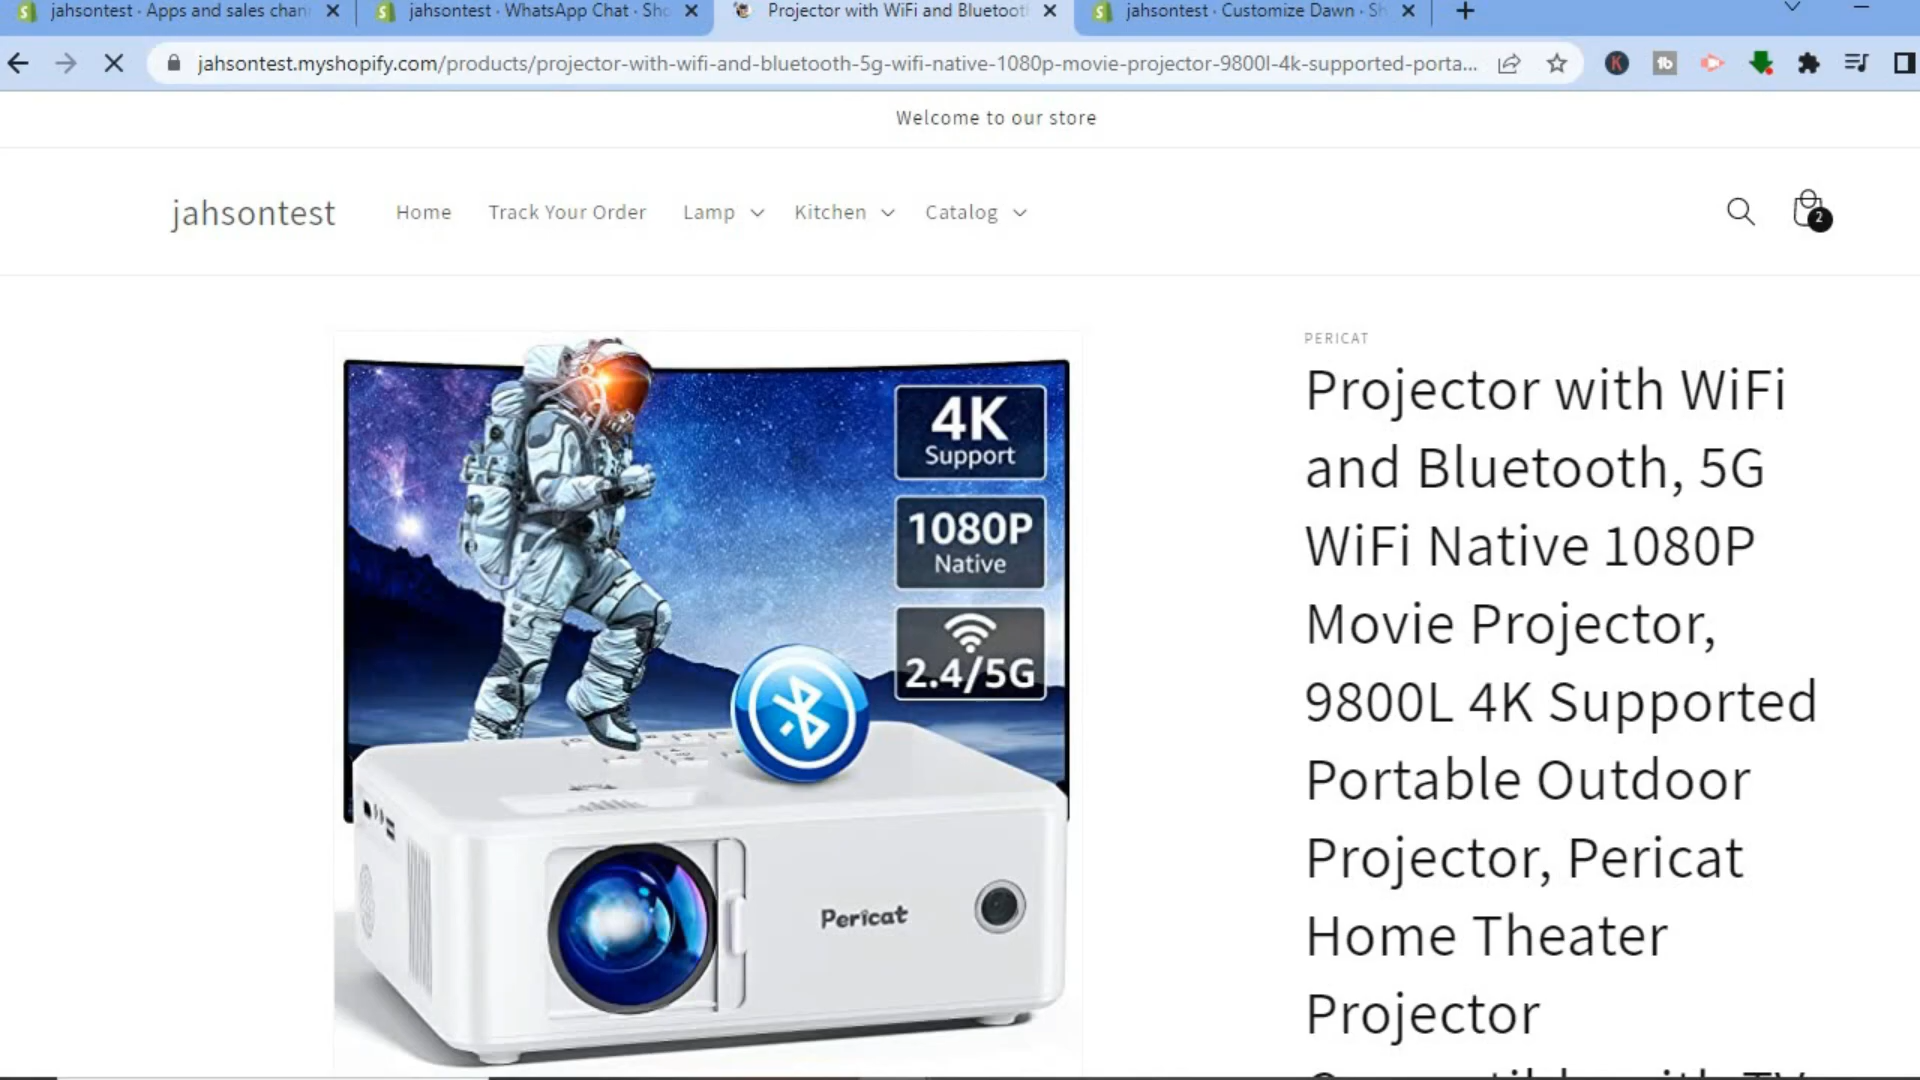 jahsontest · Apps and sales chan
jahsontest · WhatsApp Chat · Sho
Projector with WiFi and Bluetoot
jahsontest · Customize Dawn · Sh
jahsontest.myshopify.com/products/projector-with-wifi-and-bluetooth-5g-wifi-native-1080p-movie-projector-9800l-4k-supported-porta...
Welcome to our store
jahsontest
Home
Track Your Order
Lamp
Kitchen
Catalog
2
4K
Support
1080P
Native
2.4/5G
Pericat
PERICAT
Projector with WiFi
and Bluetooth, 5G
WiFi Native 1080P
Movie Projector,
9800L 4K Supported
Portable Outdoor
Projector, Pericat
Home Theater
Projector